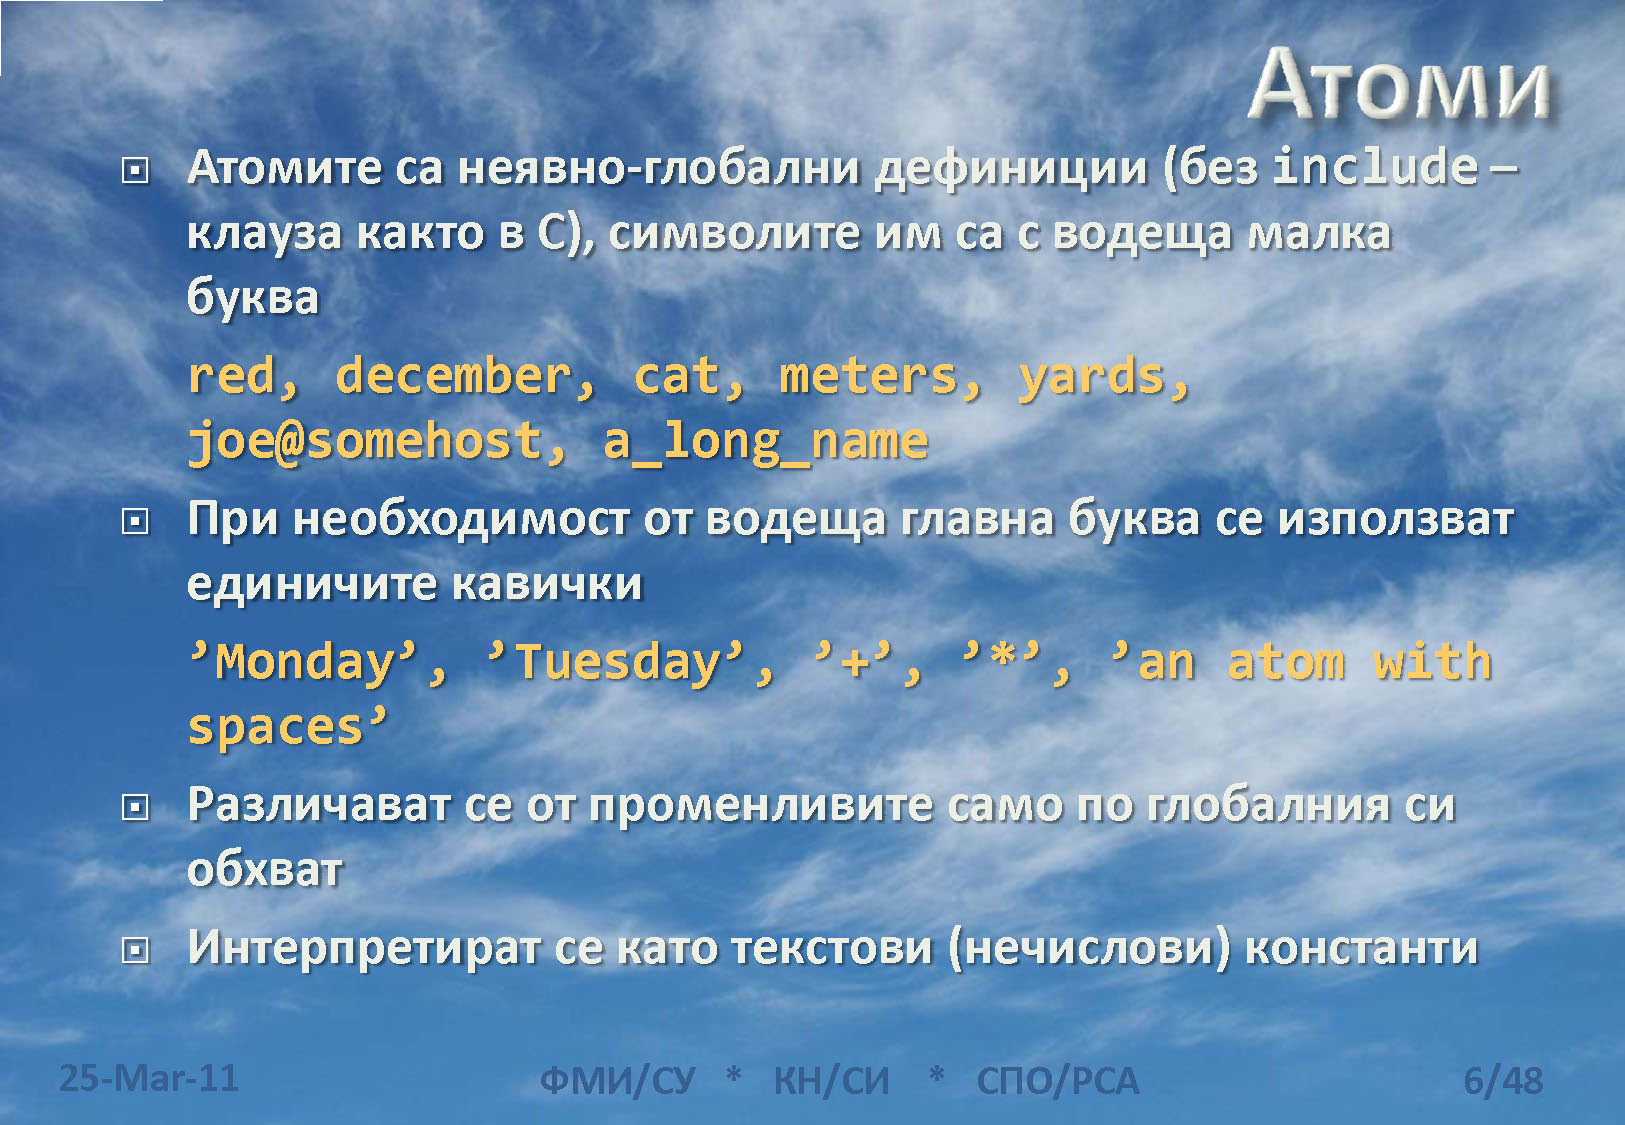 Атоми
Атомите са неявно-глобални дефиниции (без include –
клауза както в С), символите им са с водеща малка
буква
red, december, cat, meters, yards,
joe@somehost, a_long_name
При необходимост от водеща главна буква се използват
единичите кавички
’Monday’, ’Tuesday’, ’+’, ’*’, ’an atom with
spaces’
Различават се от променливите само по глобалния си
обхват
Интерпретират се като текстови (нечислови) константи
25-Mar-11 ФМИ/СУ * КН/СИ * СПО/РСА 6/48